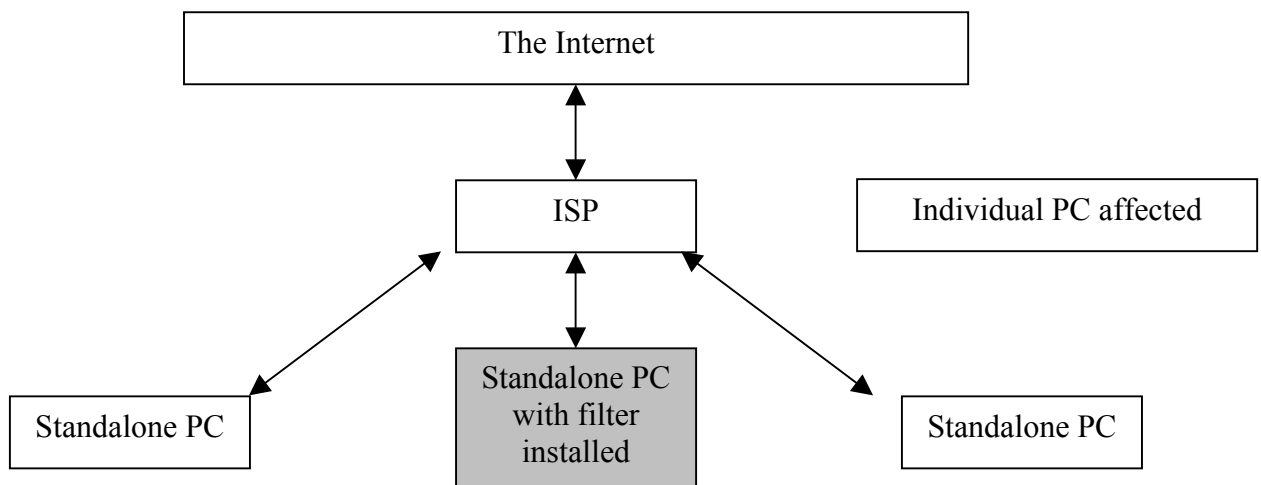 The Internet
ISP
Individual PC affected
Standalone PC
Standalone PC
with filter
installed
Standalone PC